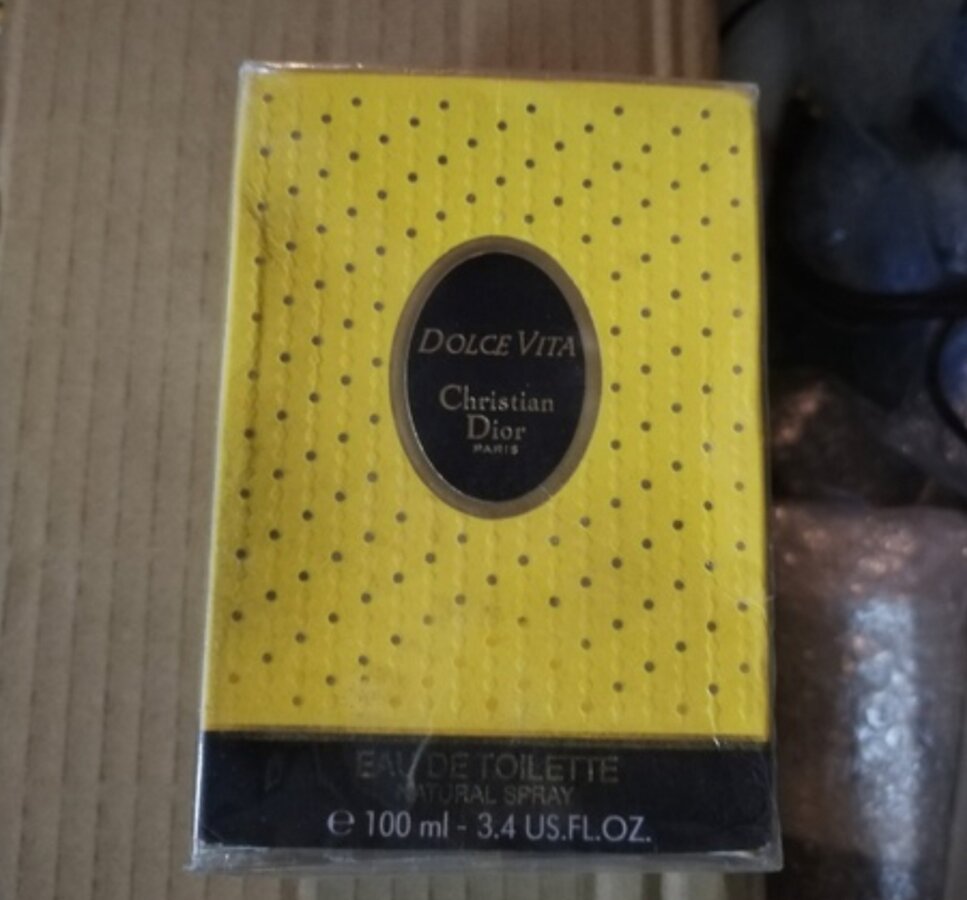 DOLCE VITA
Christian
Dior
PARIS
EAU DE TOILETTE
NATURAL SPRAY
℮ 100 ml - 3.4 US.FL.OZ.